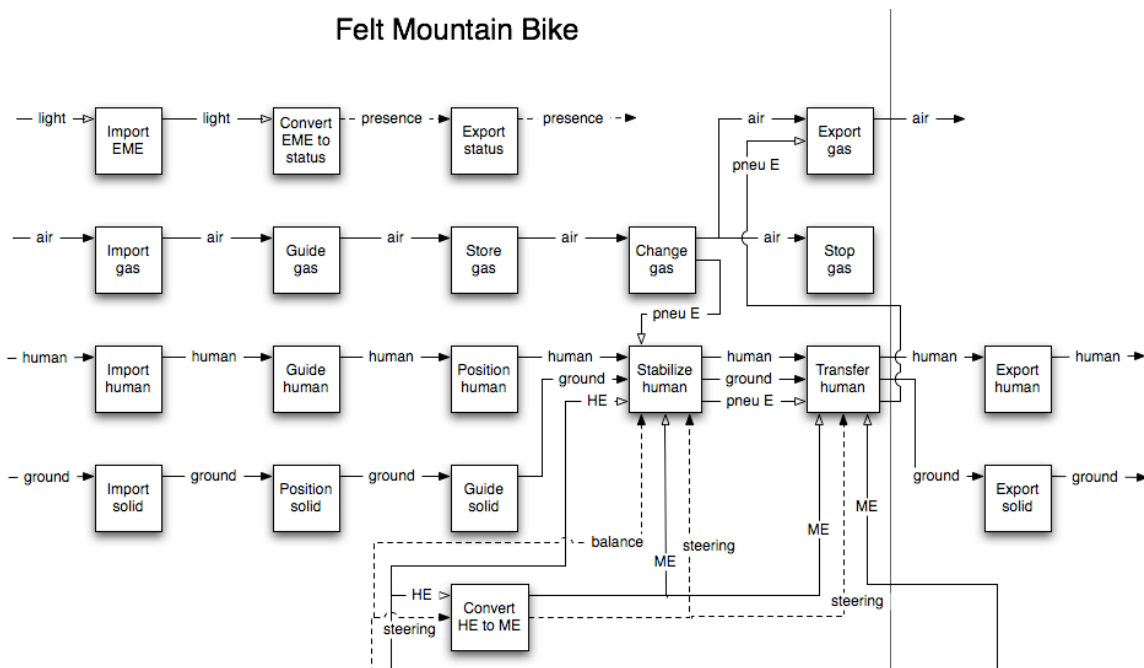 Felt Mountain Bike
light
Import
EME
light
Convert
EME to
status
presence
Export
status
presence
air
Export
gas
air
pneu E
air
Import
gas
air
Guide
gas
air
Store
gas
air
Change
gas
air
Stop
gas
pneu E
human
Import
human
human
Guide
human
human
Position
human
human
ground
HE
Stabilize
human
human
ground
pneu E
Transfer
human
human
Export
human
human
ground
Import
solid
ground
Position
solid
ground
Guide
solid
ground
Export
solid
ground
balance
ME
steering
ME
ME
HE
steering
Convert
HE to ME
steering